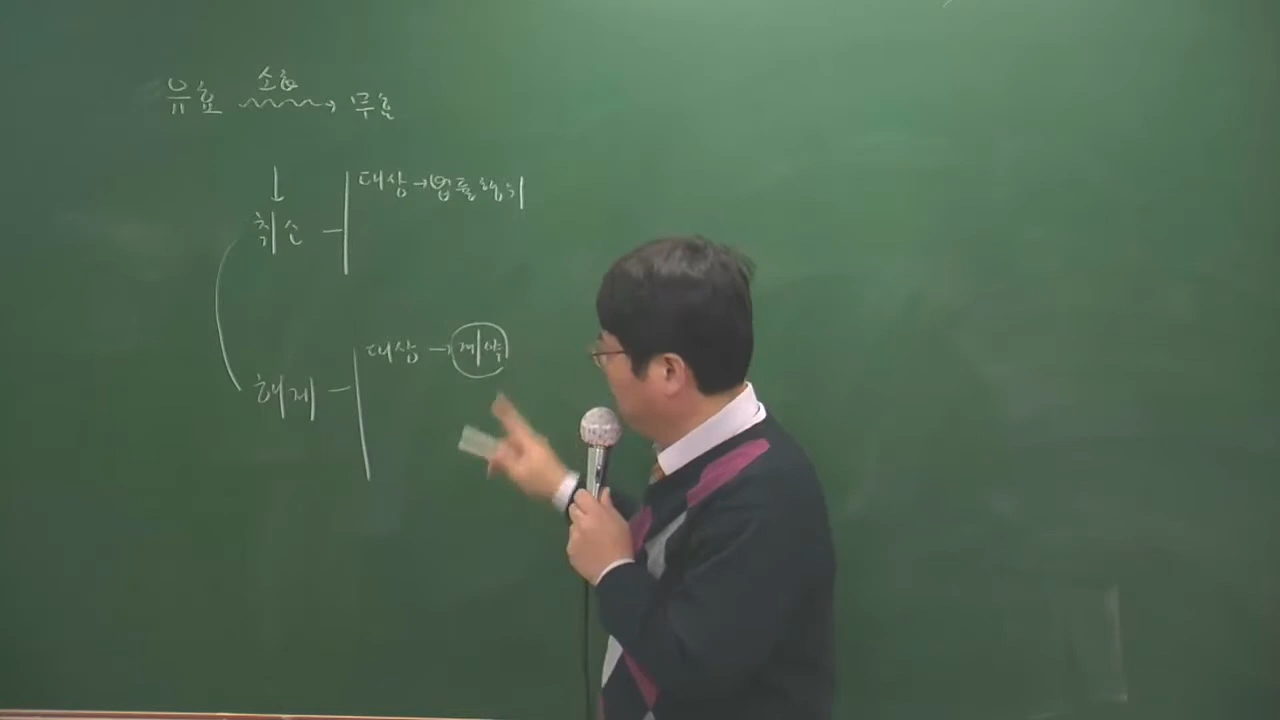 소급
유효 → 무효
↓
취소 - 대상 → 법률행위
해제 - 대상 → 계약